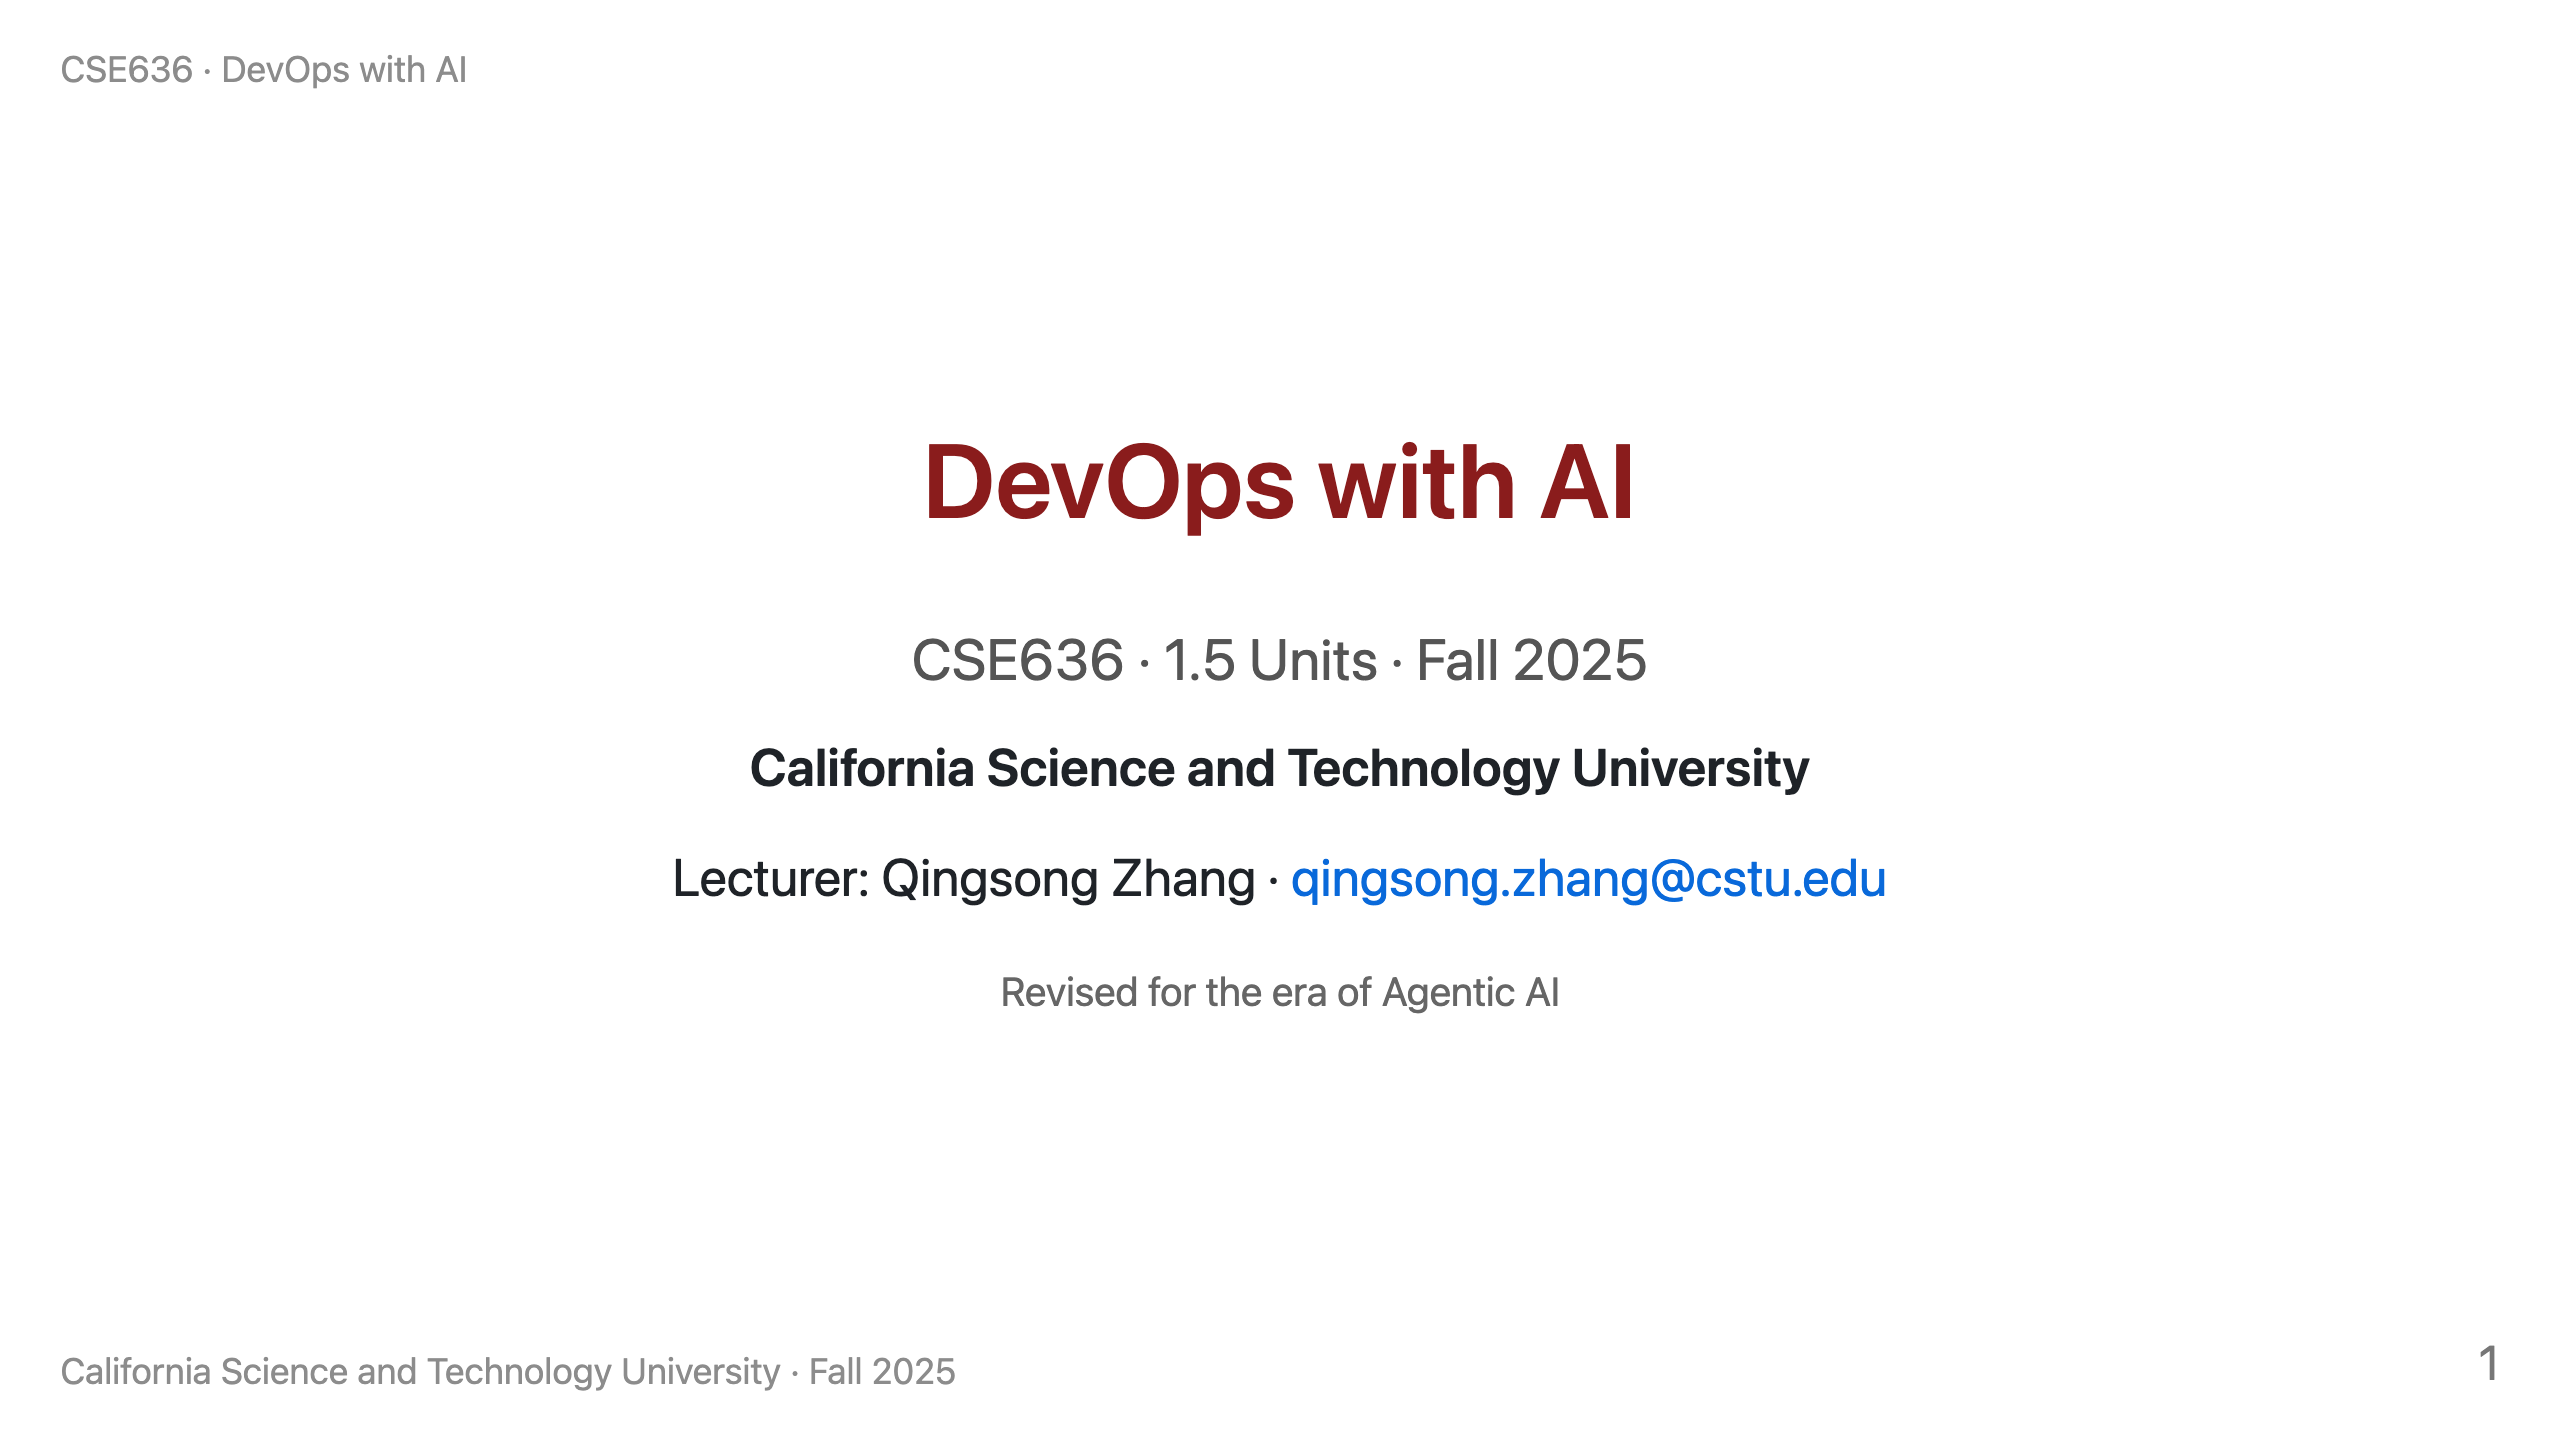 CSE636 · DevOps with AI
DevOps with AI
CSE636 · 1.5 Units · Fall 2025
California Science and Technology University
Lecturer: Qingsong Zhang · qingsong.zhang@cstu.edu
Revised for the era of Agentic AI
California Science and Technology University · Fall 2025
1